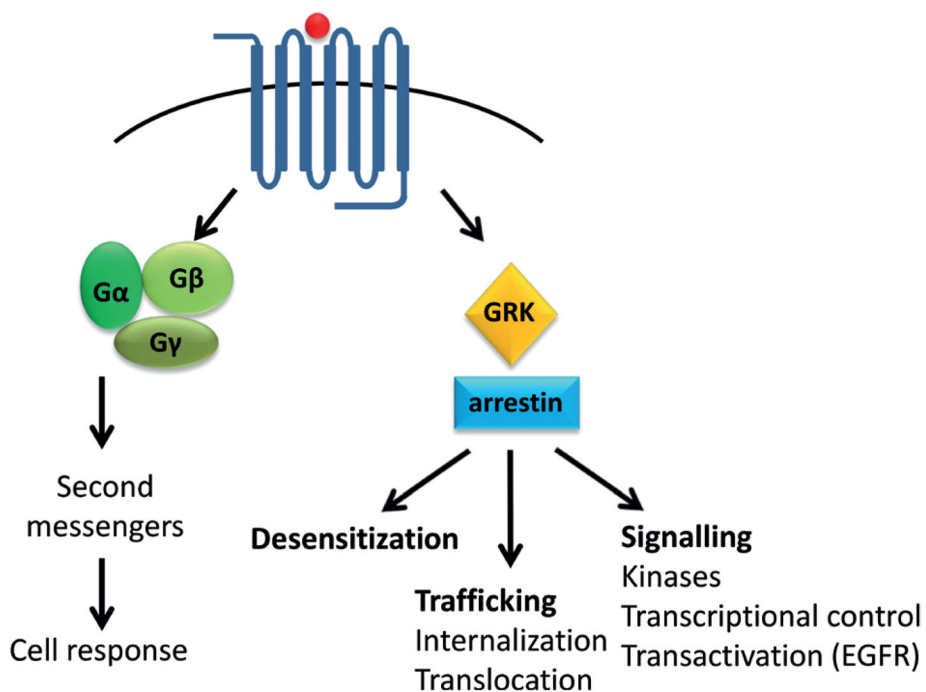 Gα
Gβ
Gγ
Second
messengers
Cell response
GRK
arrestin
Desensitization
Trafficking
Internalization
Translocation
Signalling
Kinases
Transcriptional control
Transactivation (EGFR)